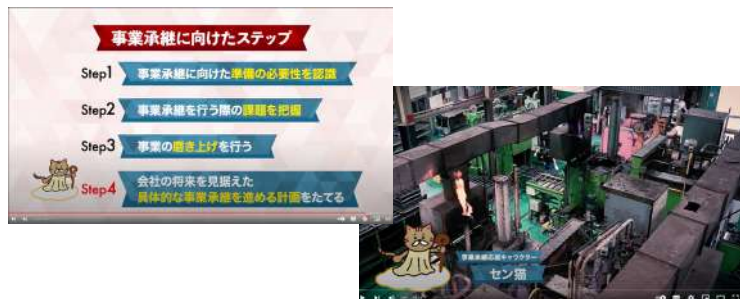 事業承継に向けたステップ
Step1 事業承継に向けた準備の必要性を認識
Step2 事業承継を行う際の課題を把握
Step3 事業の磨き上げを行う
Step4 会社の将来を見据えた
具体的な事業承継を進める計画をたてる
事業承継応援キャラクター
セン猫